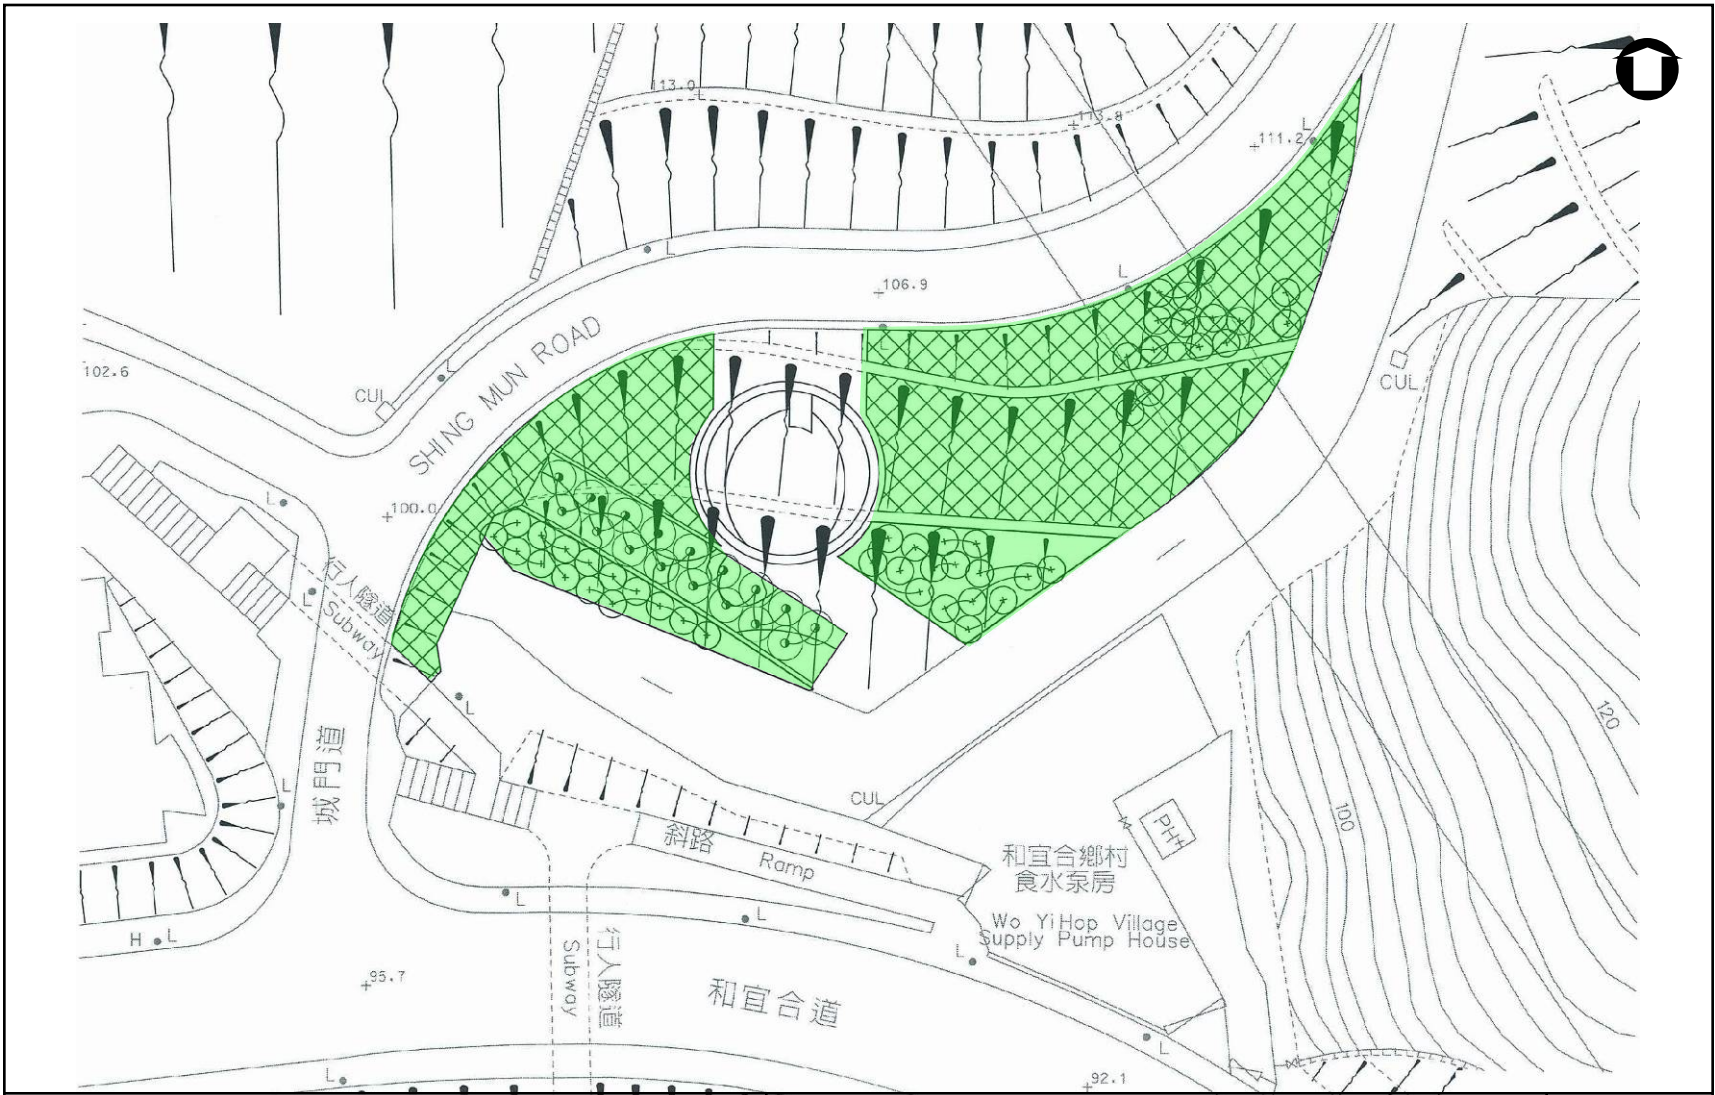 113.0
113.8
L
111.2
L
L
106.9
L
102.6
CUL
SHING MUN ROAD
CUL
L
100.0
行人隧道
Subway
L
L
120
城門道
L
CUL
100
PH
斜路
Ramp
和宜合鄉村
食水泵房
Wo Yi Hop Village
Supply Pump House
L
L
H L
L
行人隧道
Subway
95.7
和宜合道
L
L
92.1